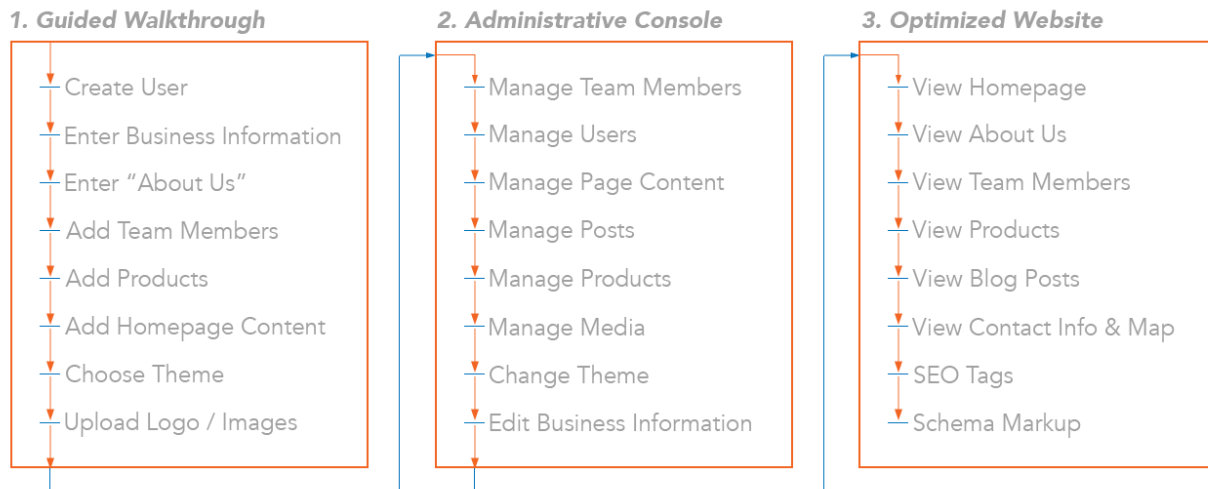 1. Guided Walkthrough
Create User
Enter Business Information
Enter “About Us”
Add Team Members
Add Products
Add Homepage Content
Choose Theme
Upload Logo / Images
2. Administrative Console
Manage Team Members
Manage Users
Manage Page Content
Manage Posts
Manage Products
Manage Media
Change Theme
Edit Business Information
3. Optimized Website
View Homepage
View About Us
View Team Members
View Products
View Blog Posts
View Contact Info & Map
SEO Tags
Schema Markup